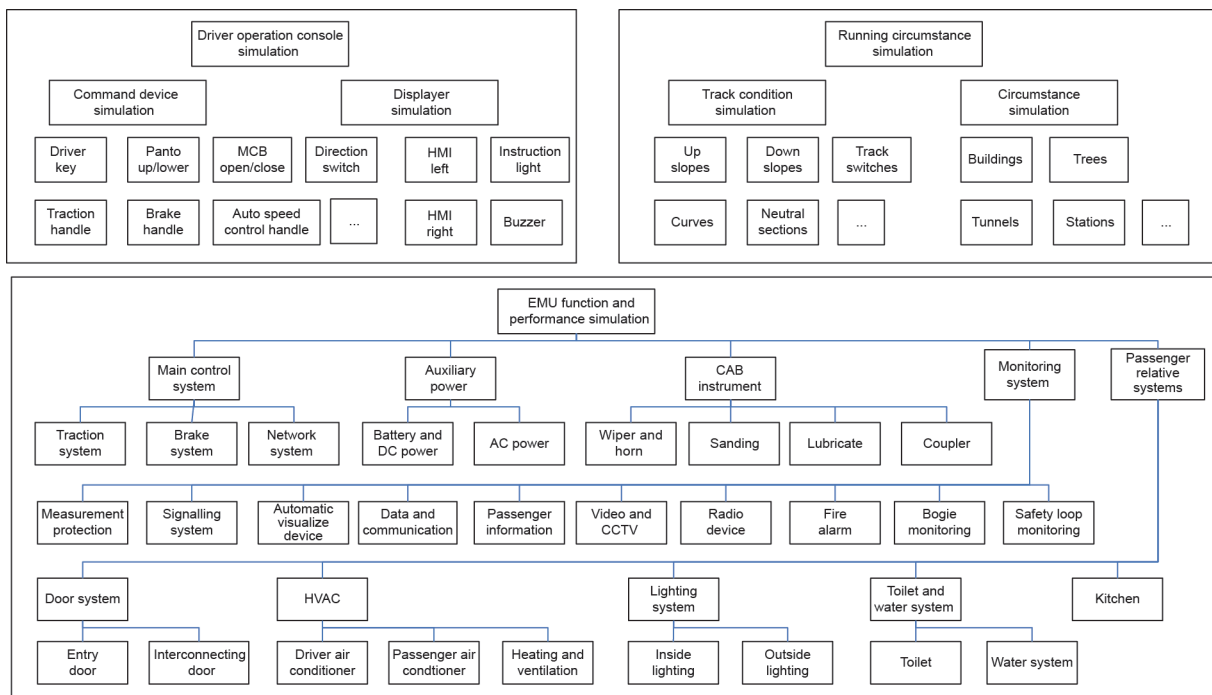 Driver operation console
simulation
Command device
simulation
Displayer
simulation
Driver
key
Panto
up/lower
MCB
open/close
Direction
switch
HMI
left
Instruction
light
Traction
handle
Brake
handle
Auto speed
control handle
...
HMI
right
Buzzer
Running circumstance
simulation
Track condition
simulation
Circumstance
simulation
Up
slopes
Down
slopes
Track
switches
Buildings
Trees
Curves
Neutral
sections
...
Tunnels
Stations
...
EMU function and
performance simulation
Main control
system
Auxiliary
power
CAB
instrument
Monitoring
system
Passenger
relative
systems
Traction
system
Brake
system
Network
system
Battery and
DC power
AC power
Wiper and
horn
Sanding
Lubricate
Coupler
Measurement
protection
Signalling
system
Automatic
visualize
device
Data and
communication
Passenger
information
Video and
CCTV
Radio
device
Fire
alarm
Bogie
monitoring
Safety loop
monitoring
Door system
HVAC
Lighting
system
Toilet and
water system
Kitchen
Entry
door
Interconnecting
door
Driver air
conditioner
Passenger air
condtioner
Heating and
ventilation
Inside
lighting
Outside
lighting
Toilet
Water system